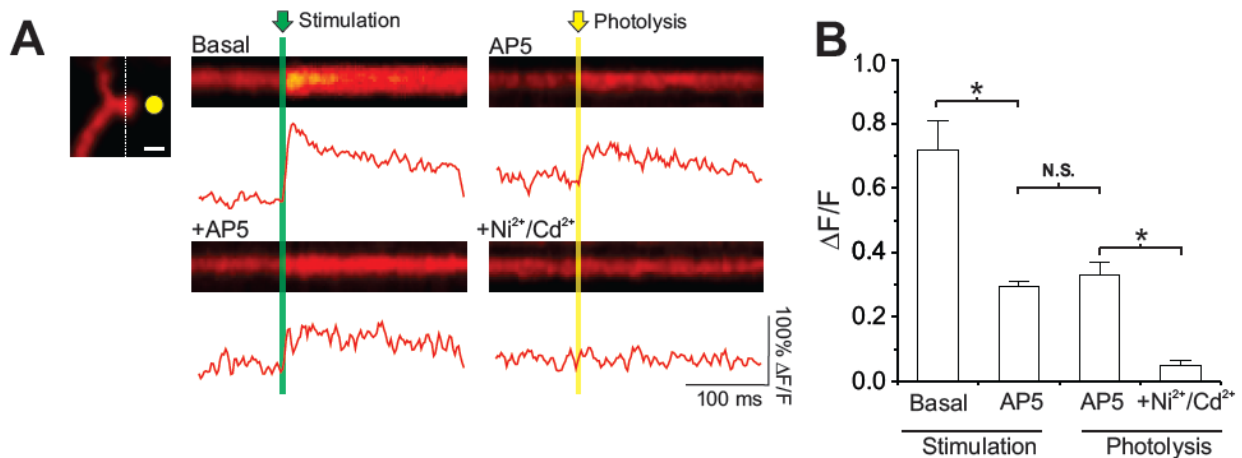 A
Stimulation
Photolysis
Basal
AP5
+AP5
+Ni²⁺/Cd²⁺
100% ΔF/F
100 ms
B
ΔF/F
1.0
0.8
0.6
0.4
0.2
0.0
*
N.S.
*
Basal
AP5
AP5
+Ni²⁺/Cd²⁺
Stimulation
Photolysis